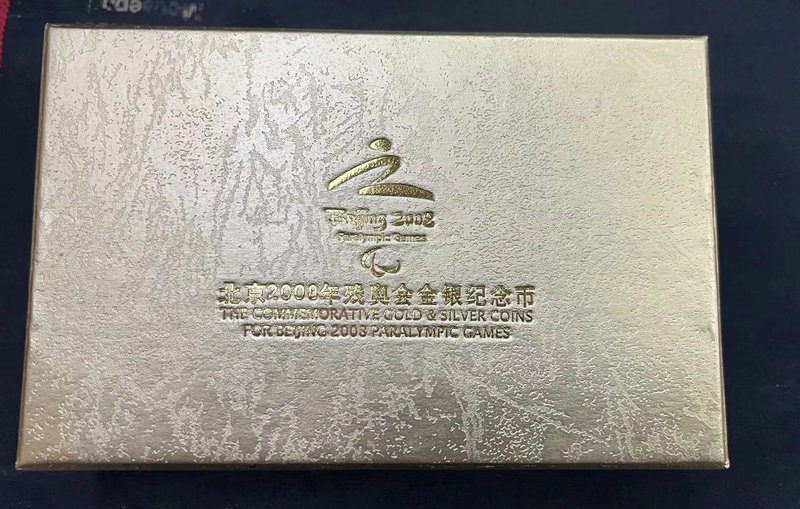 Beijing 2008
Paralympic Games
北京2008年残奥会金银纪念币
THE COMMEMORATIVE GOLD & SILVER COINS
FOR BEIJING 2008 PARALYMPIC GAMES